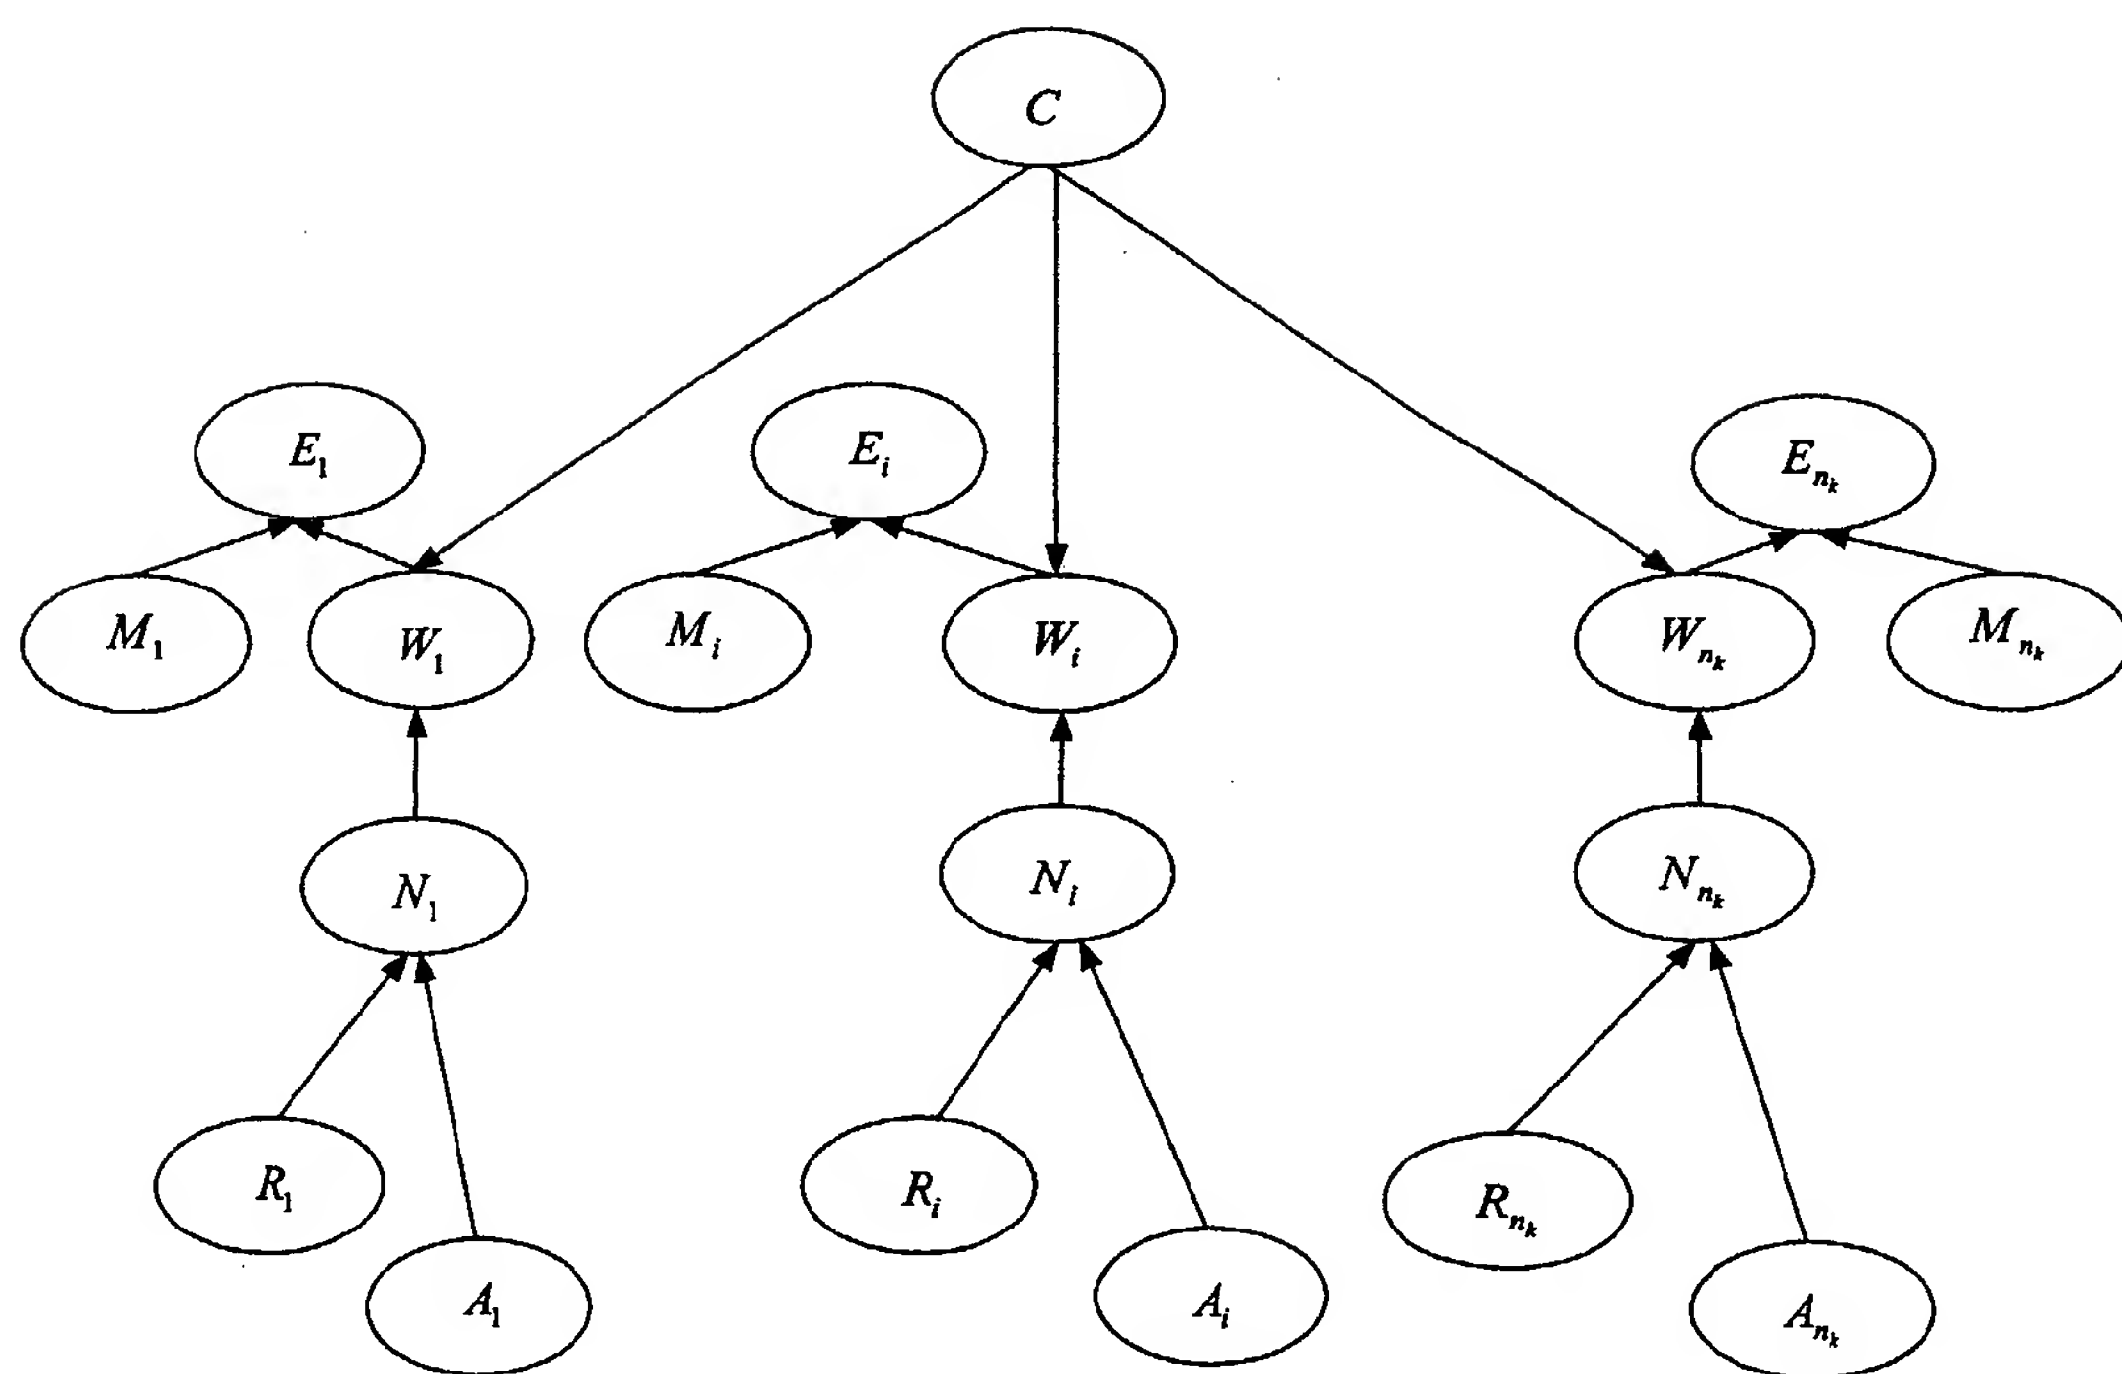 C
E₁ Eᵢ Eₙₖ
M₁ W₁ Mᵢ Wᵢ Wₙₖ Mₙₖ
N₁ Nᵢ Nₙₖ
R₁ Rᵢ Rₙₖ
A₁ Aᵢ Aₙₖ